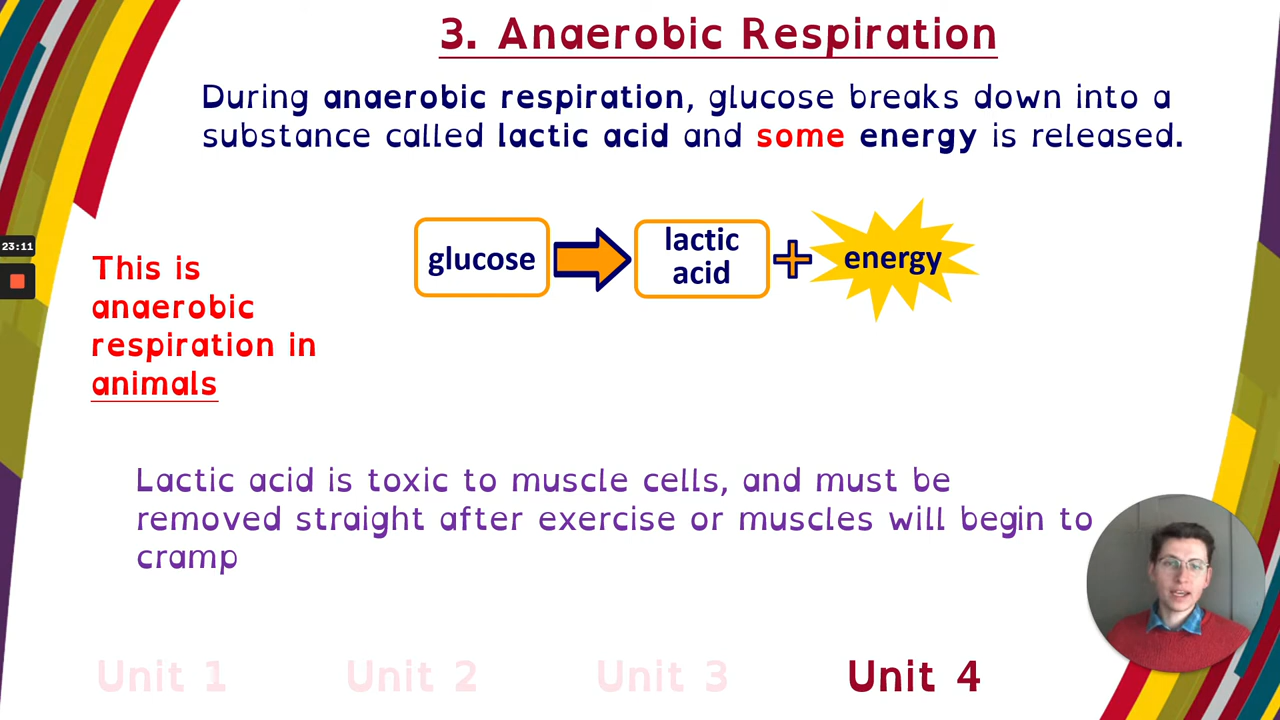 3. Anaerobic Respiration
During anaerobic respiration, glucose breaks down into a
substance called lactic acid and some energy is released.
glucose
lactic
acid
+
energy
23:11
This is
anaerobic
respiration in
animals
Lactic acid is toxic to muscle cells, and must be
removed straight after exercise or muscles will begin to
cramp
Unit 1
Unit 2
Unit 3
Unit 4